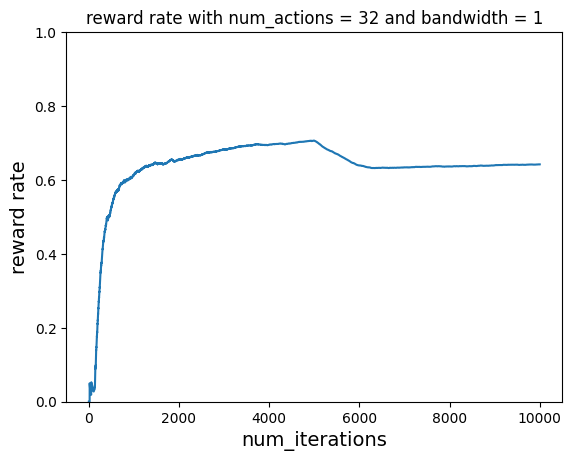 reward rate with num_actions = 32 and bandwidth = 1
1.0
0.8
0.6
0.4
0.2
0.0
reward rate
0 2000 4000 6000 8000 10000
num_iterations